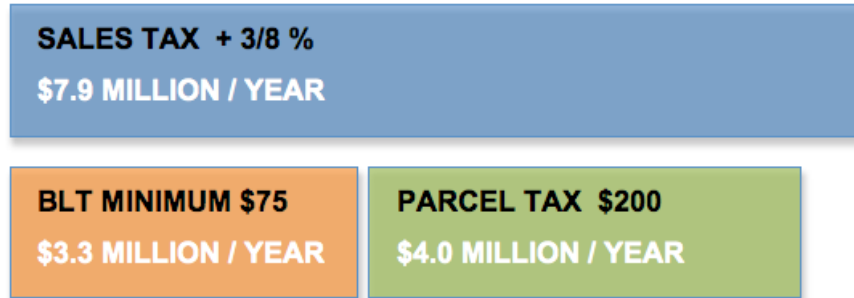 SALES TAX + 3/8 %
$7.9 MILLION / YEAR
BLT MINIMUM $75
$3.3 MILLION / YEAR
PARCEL TAX $200
$4.0 MILLION / YEAR